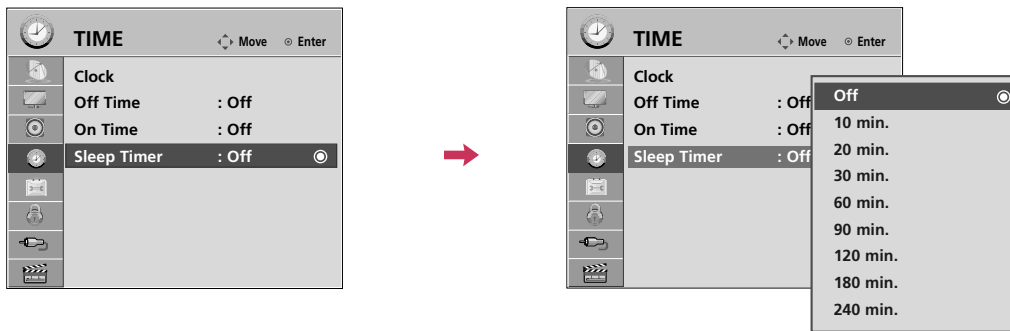 TIME
Move Enter
Clock
Off Time : Off
On Time : Off
Sleep Timer : Off
TIME
Move Enter
Clock
Off Time : Off
On Time : Off
Sleep Timer : Off
Off
10 min.
20 min.
30 min.
60 min.
90 min.
120 min.
180 min.
240 min.